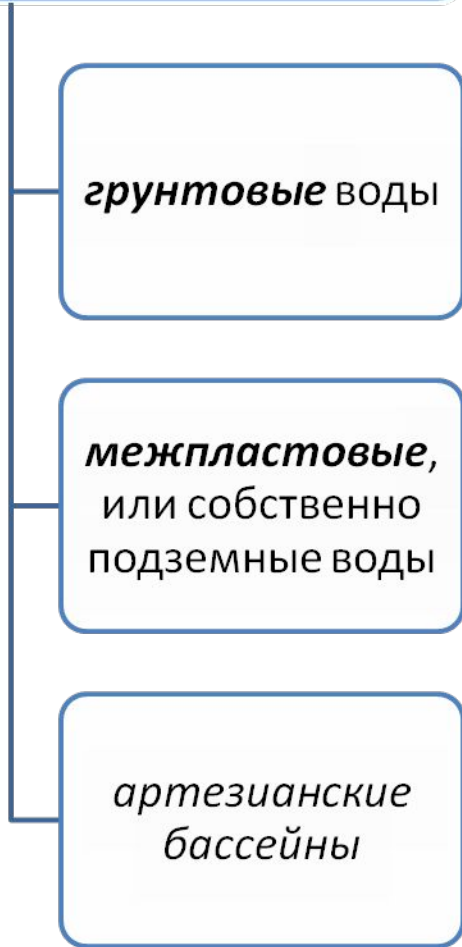 грунтовые воды
межпластовые,
или собственно
подземные воды
артезианские
бассейны